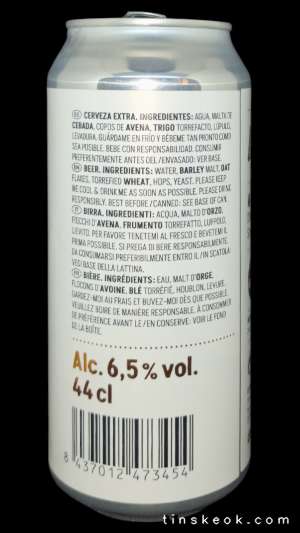 ES CERVEZA EXTRA. INGREDIENTES: AGUA, MALTA DE
CEBADA, COPOS DE AVENA, TRIGO TORREFACTO, LÚPULO,
LEVADURA. GUÁRDAME EN FRÍO Y BÉBEME TAN PRONTO COMO
SEA POSIBLE. BEBE CON RESPONSABILIDAD. CONSUMIR
PREFERENTEMENTE ANTES DEL /ENVASADO: VER BASE.
BEER. INGREDIENTS: WATER, BARLEY MALT, OAT
FLAKES, TORREFIED WHEAT, HOPS, YEAST. PLEASE KEEP
ME COOL & DRINK ME AS SOON AS POSSIBLE. PLEASE DRINK
RESPONSIBLY. BEST BEFORE /CANNED: SEE BASE OF CAN.
BIRRA. INGREDIENTI: ACQUA, MALTO D'ORZO,
FIOCCHI D'AVENA, FRUMENTO TORREFATTO, LUPPOLO,
LIEVITO. PER FAVORE TENETEMI AL FRESCO E BEVETEMI IL
PRIMA POSSIBILE. SI PREGA DI BERE RESPONSABILMENTE.
DA CONSUMARSI PREFERIBILMENTE ENTRO IL / IN SCATOLA:
VEDI BASE DELLA LATTINA.
BIÈRE. INGRÉDIENTS: EAU, MALT D'ORGE,
FLOCONS D'AVOINE, BLÉ TORRÉFIÉ, HOUBLON, LEVURE.
GARDEZ-MOI AU FRAIS ET BUVEZ-MOI DÈS QUE POSSIBLE.
VEUILLEZ BOIRE DE MANIÈRE RESPONSABLE. À CONSOMMER
DE PRÉFÉRENCE AVANT LE / EN CONSERVE : VOIR LE FOND
DE LA BOÎTE.
Alc. 6,5% vol.
44 cl
8 437012 473454
tinskeok.com